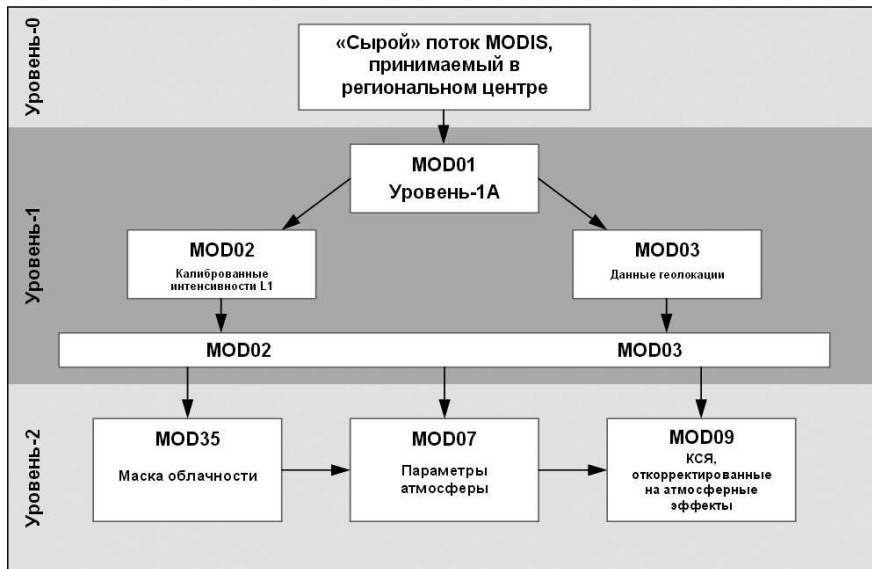 Уровень-0
«Сырой» поток MODIS,
принимаемый в
региональном центре
Уровень-1
MOD01
Уровень-1А
MOD02
Калиброванные
интенсивности L1
MOD03
Данные геолокации
MOD02
MOD03
Уровень-2
MOD35
Маска облачности
MOD07
Параметры
атмосферы
MOD09
КСЯ,
откорректированные
на атмосферные
эффекты